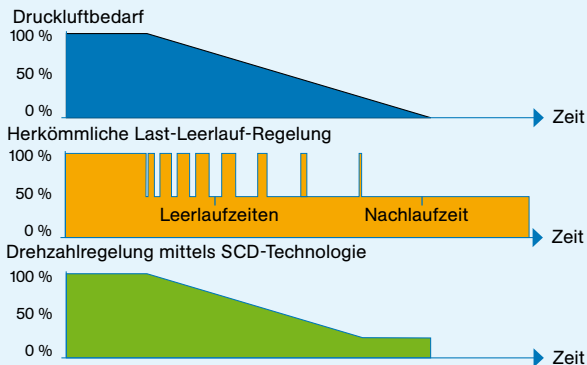 Druckluftbedarf
100 %
50 %
0 %
Zeit
Herkömmliche Last-Leerlauf-Regelung
100 %
50 %
0 %
Leerlaufzeiten
Nachlaufzeit
Zeit
Drehzahlregelung mittels SCD-Technologie
100 %
50 %
0 %
Zeit